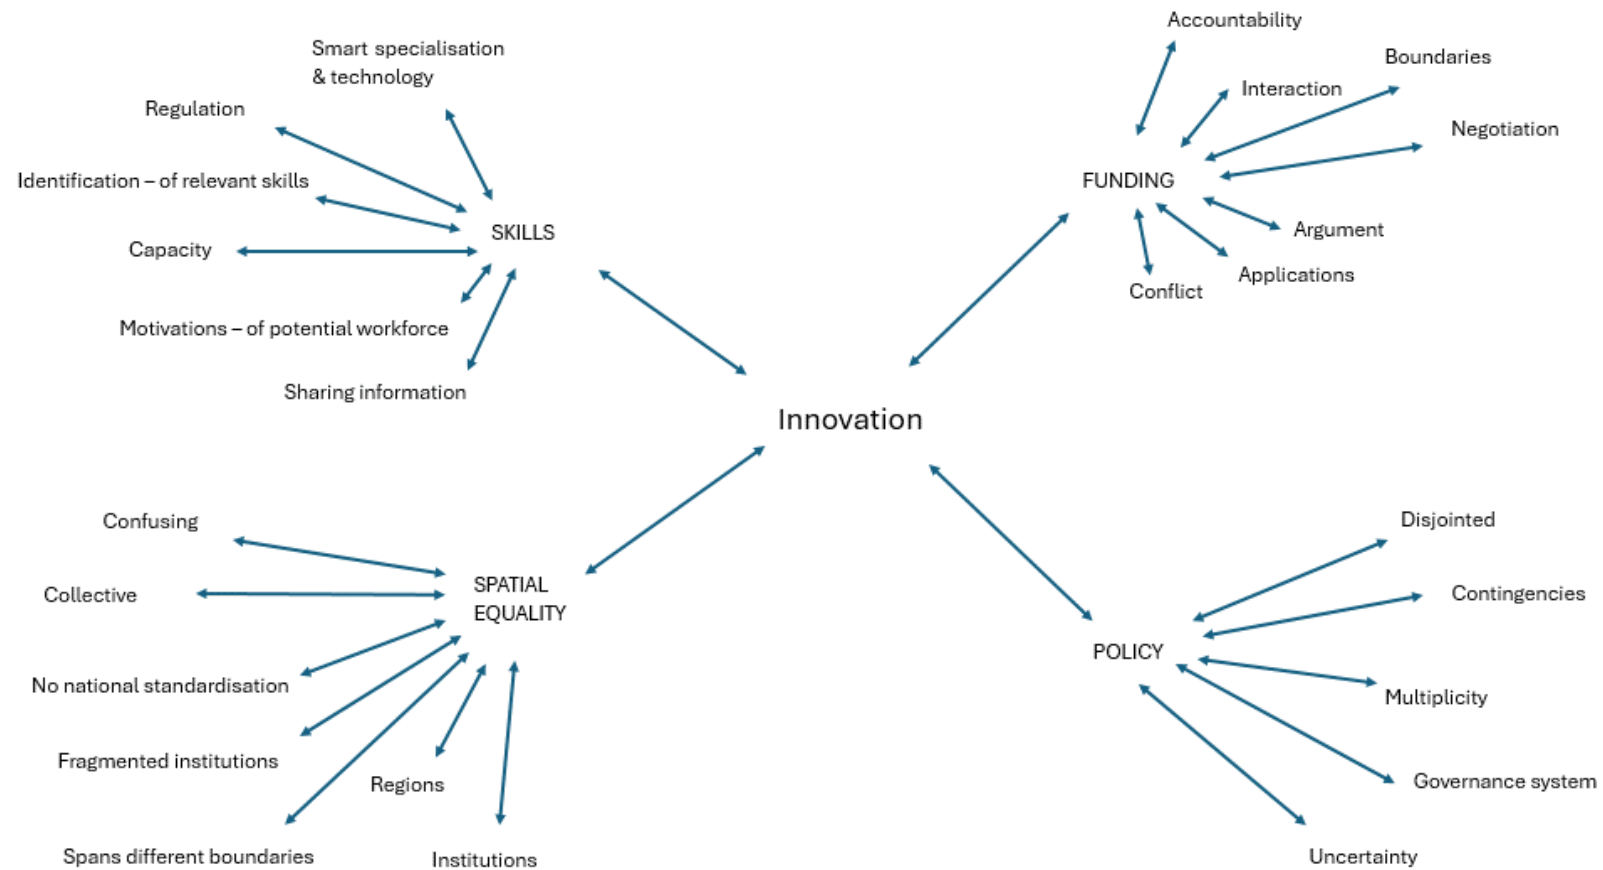 Accountability
Smart specialisation
& technology
Boundaries
Interaction
Regulation
Negotiation
Identification – of relevant skills
FUNDING
SKILLS
Argument
Capacity
Applications
Conflict
Motivations – of potential workforce
Sharing information
Innovation
Confusing
Disjointed
SPATIAL
EQUALITY
Collective
Contingencies
POLICY
No national standardisation
Multiplicity
Fragmented institutions
Regions
Governance system
Spans different boundaries
Institutions
Uncertainty